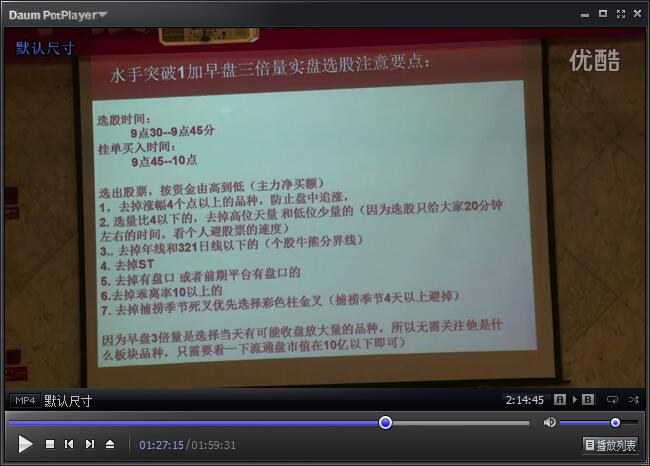 Daum PotPlayer
默认尺寸
优酷
水手突破1加早盘三倍量实盘选股注意要点：
选股时间：
9点30--9点45分
挂单买入时间：
9点45--10点
选出股票，按资金由高到低（主力净买额）
1，去掉涨幅4个点以上的品种，防止盘中追涨，
2. 选量比4以下的，去掉高位天量 和低位少量的（因为选股只给大家20分钟
左右的时间，看个人避股票的速度）
3.. 去掉年线和321日线以下的（个股牛熊分界线）
4. 去掉ST
5. 去掉有盘口 或者前期平台有盘口的
6.去掉乖离率10以上的
7. 去掉捕捞季节死叉优先选择彩色柱金叉（捕捞季节4天以上避掉）
因为早盘3倍量是选择当天有可能收盘放大量的品种，所以无需关注他是什
么板块品种，只需要看一下流通盘市值在10亿以下即可）
MP4 默认尺寸
2:14:45 A B
01:27:15 / 01:59:31
播放列表